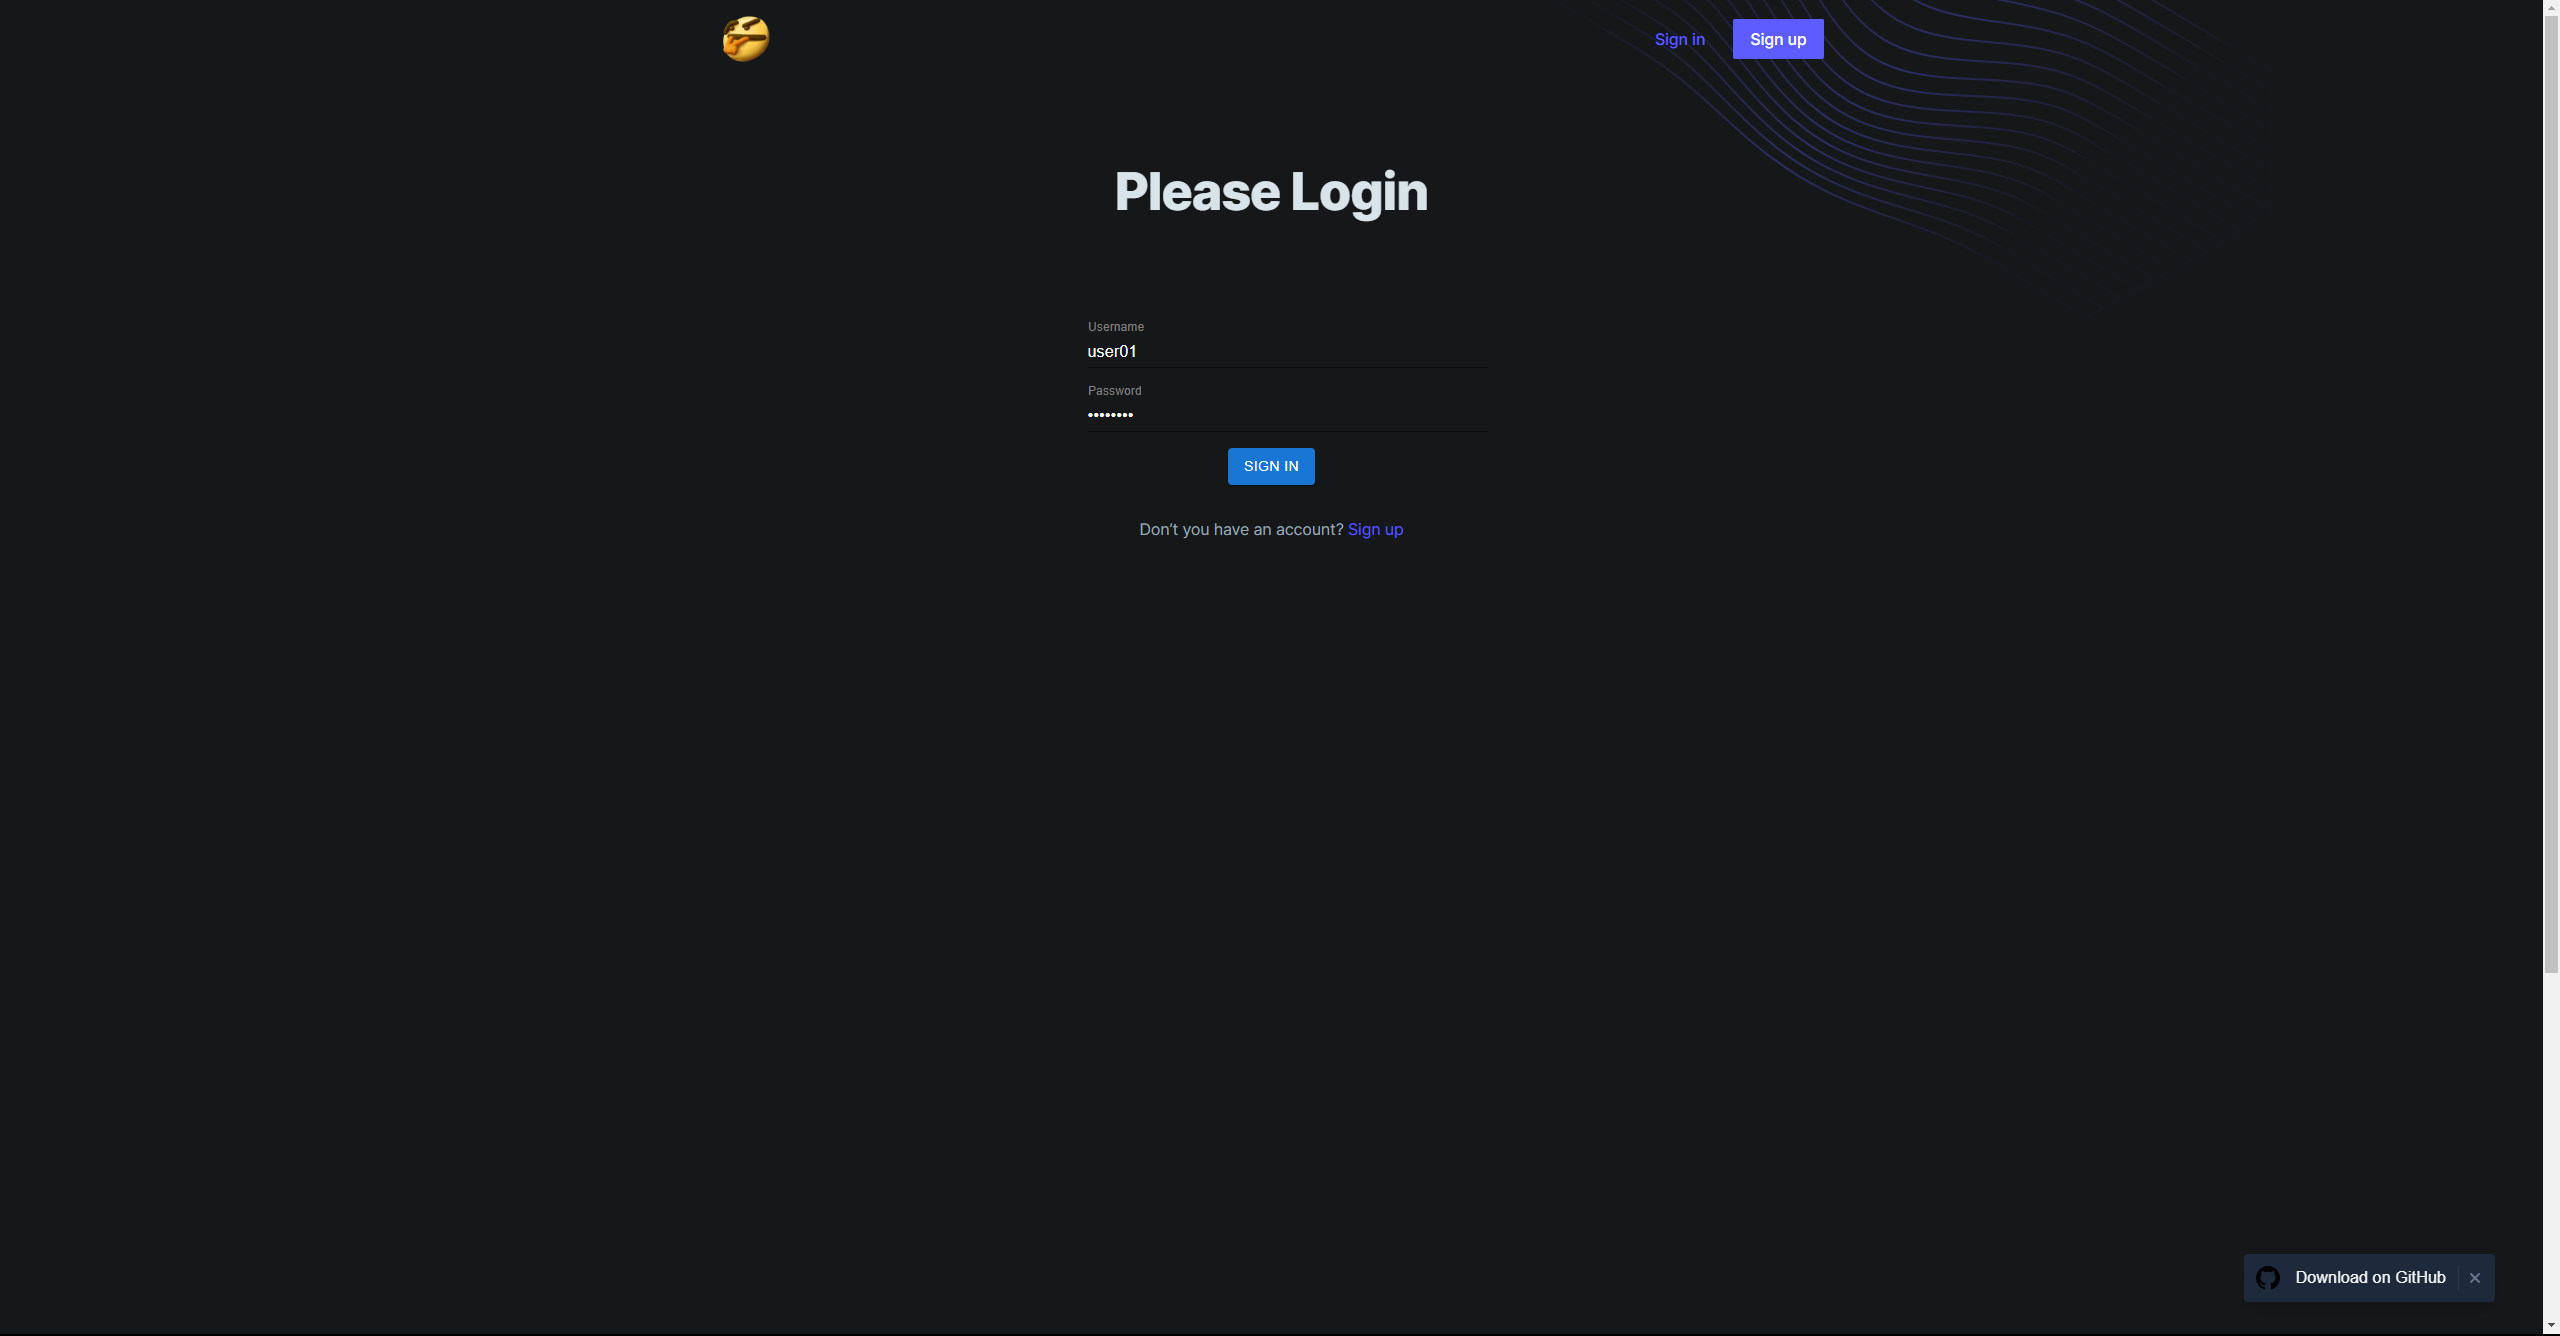 Sign in
Sign up
Please Login
Username
user01
Password
••••••••
SIGN IN
Don’t you have an account? Sign up
Download on GitHub